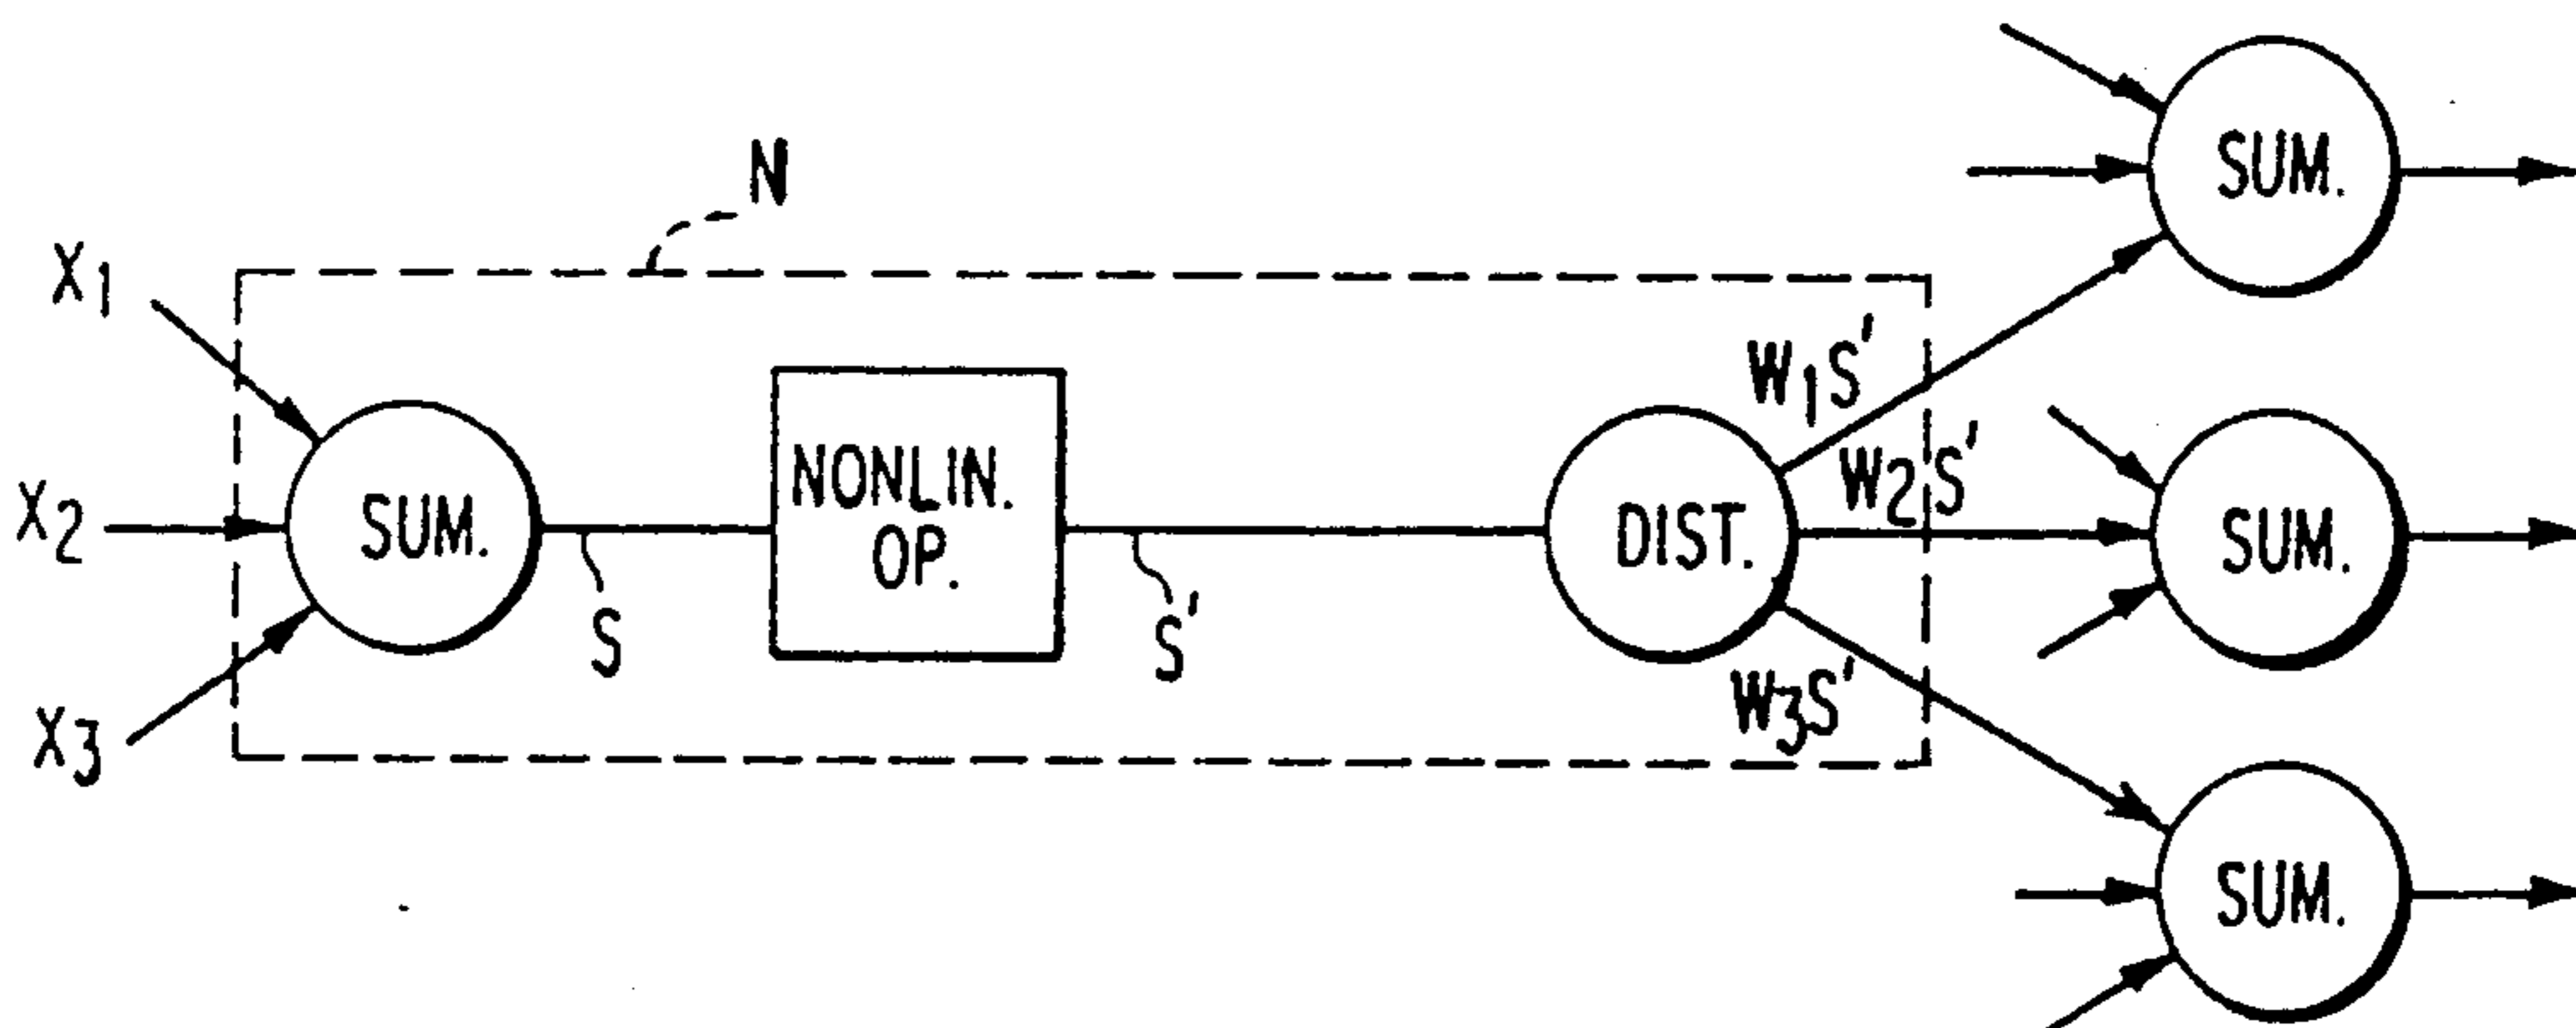 N
X1
X2
X3
SUM.
S
NONLIN.
OP.
S'
DIST.
W1S'
W2S'
W3S'
SUM.
SUM.
SUM.